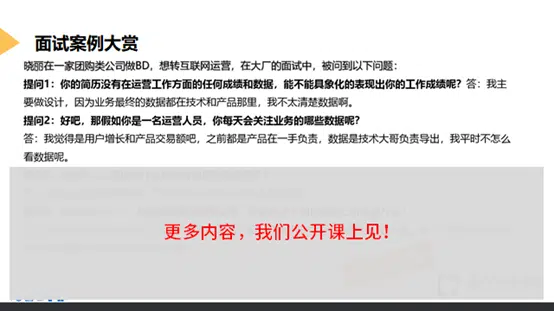 面试案例大赏
晓丽在一家团购类公司做BD，想转互联网运营，在大厂的面试中，被问到以下问题：
提问1：你的简历没有在运营工作方面的任何成绩和数据，能不能具象化的表现出你的工作成绩呢？答：我主
要做设计，因为业务最终的数据都在技术和产品那里，我不太清楚数据啊。
提问2：好吧，那假如你是一名运营人员，你每天会关注业务的哪些数据呢？
答：我觉得是用户增长和产品交易额吧，之前都是产品在一手负责，数据是技术大哥负责导出，我平时不怎么
看数据呢。
更多内容，我们公开课上见！